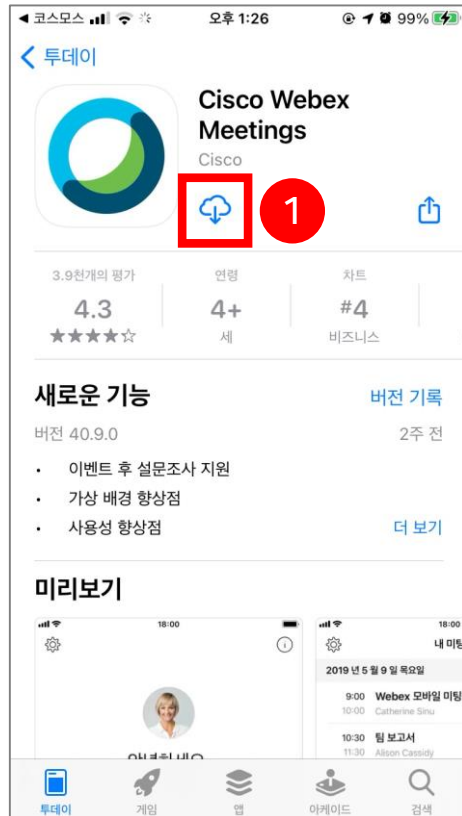 ◀ 코스모스 오후 1:26 99%
투데이
Cisco Webex
Meetings
Cisco
1
3.9천개의 평가 연령 차트
4.3 4+ #4
★★★★☆ 세 비즈니스
새로운 기능 버전 기록
버전 40.9.0 2주 전
• 이벤트 후 설문조사 지원
• 가상 배경 향상점
• 사용성 향상점 더 보기
미리보기
18:00 18:00
내 미팅
2019년 5월 9일 목요일
9:00 Webex 모바일 미팅
10:00 Catherine Sinu
10:30 팀 보고서
11:30 Alison Cassidy
투데이 게임 앱 아케이드 검색